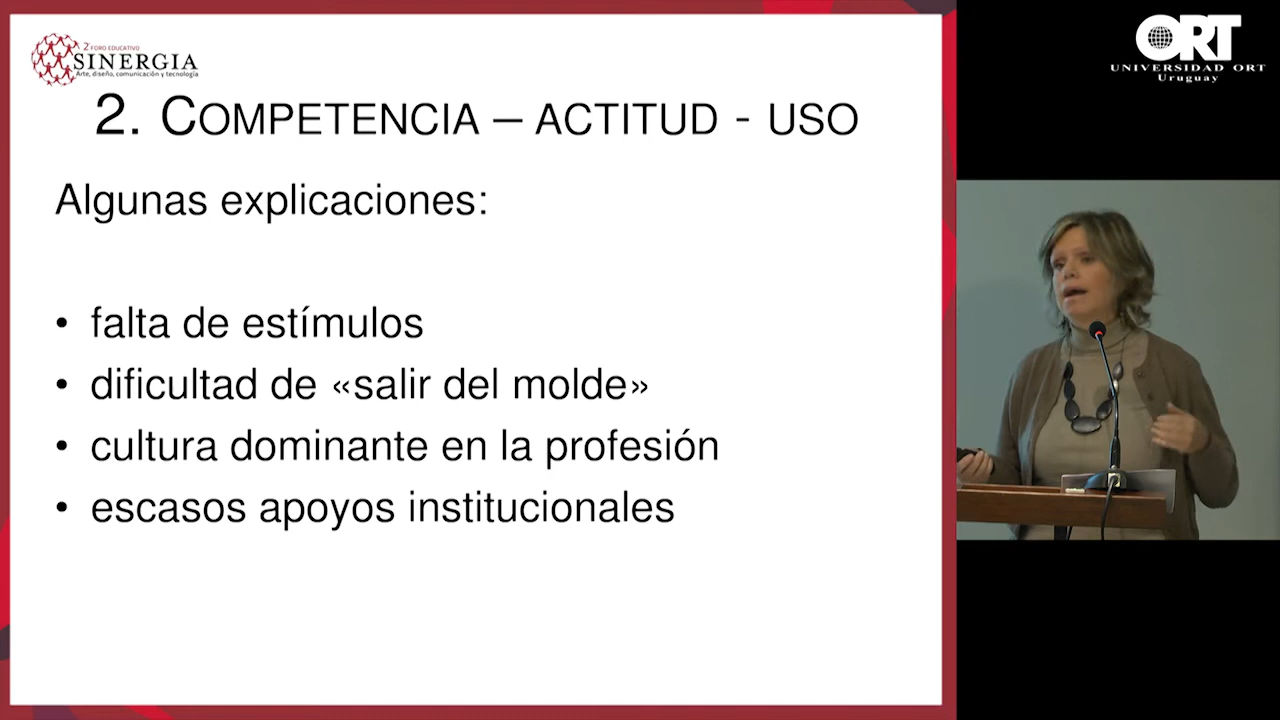 2 FORO EDUCATIVO
SINERGIA
Arte, diseño, comunicación y tecnología
2. COMPETENCIA – ACTITUD - USO
Algunas explicaciones:
• falta de estímulos
• dificultad de «salir del molde»
• cultura dominante en la profesión
• escasos apoyos institucionales
ORT
UNIVERSIDAD ORT
Uruguay